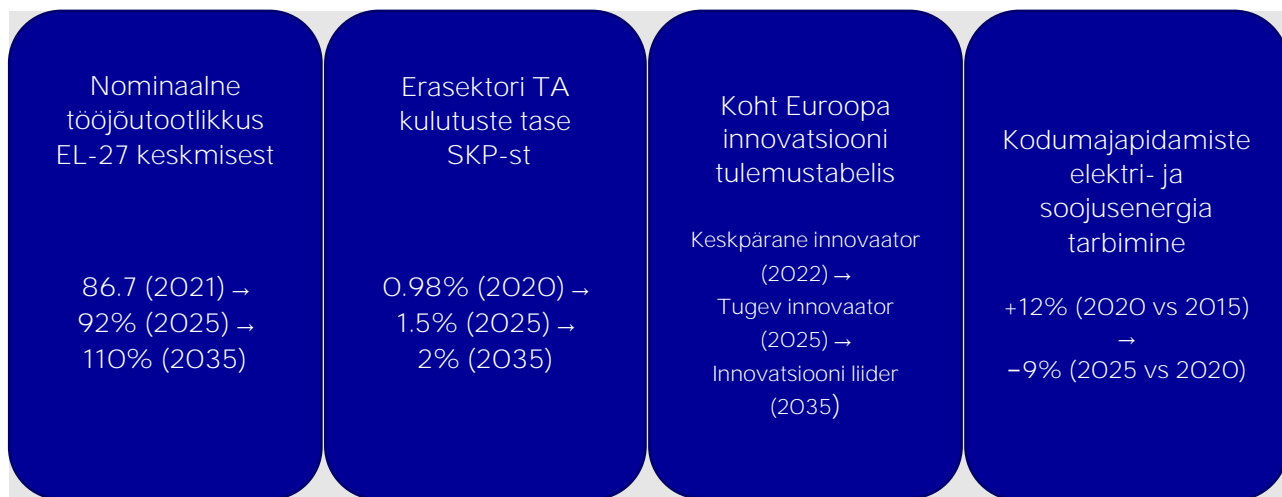 Nominaalne
tööjõutootlikkus
EL-27 keskmisest
86.7 (2021) →
92% (2025) →
110% (2035)
Erasektori TA
kulutuste tase
SKP-st
0.98% (2020) →
1.5% (2025) →
2% (2035)
Koht Euroopa
innovatsiooni
tulemustabelis
Keskpärane innovaator
(2022) →
Tugev innovaator
(2025) →
Innovatsiooni liider
(2035)
Kodumajapidamiste
elektri- ja
soojusenergia
tarbimine
+12% (2020 vs 2015)
→
–9% (2025 vs 2020)